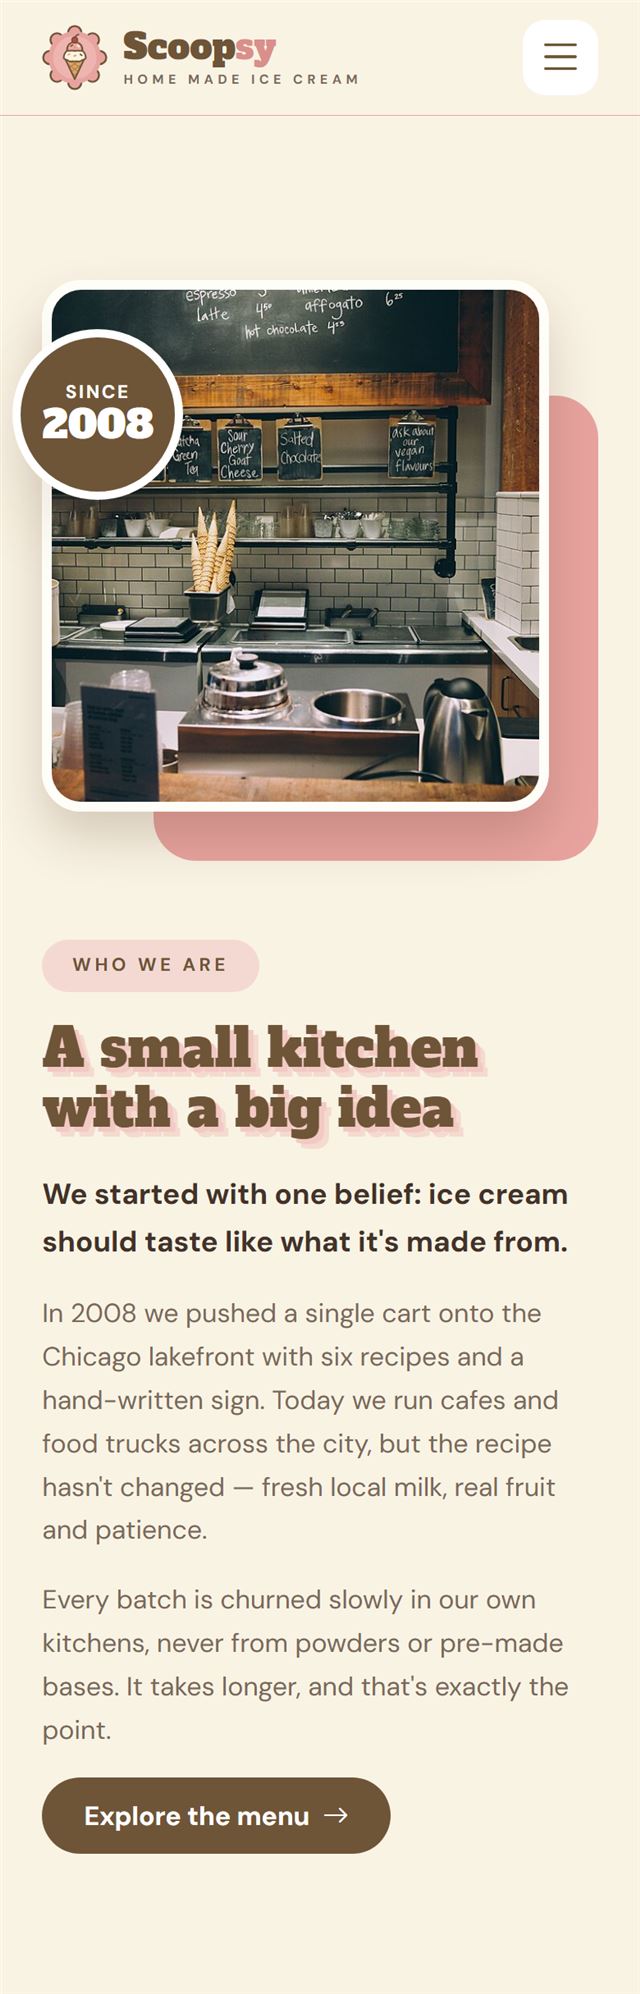 Scoopsy
HOME MADE ICE CREAM
espresso
latte 4⁵⁰
affogato 6²⁵
hot chocolate 4⁵⁹
SINCE
2008
Green
Tea
Sour
Cherry
Goat
Cheese
Salted
Chocolate
ask about
our
vegan
flavours
WHO WE ARE
A small kitchen
with a big idea
We started with one belief: ice cream
should taste like what it's made from.
In 2008 we pushed a single cart onto the
Chicago lakefront with six recipes and a
hand-written sign. Today we run cafes and
food trucks across the city, but the recipe
hasn't changed — fresh local milk, real fruit
and patience.
Every batch is churned slowly in our own
kitchens, never from powders or pre-made
bases. It takes longer, and that's exactly the
point.
Explore the menu →